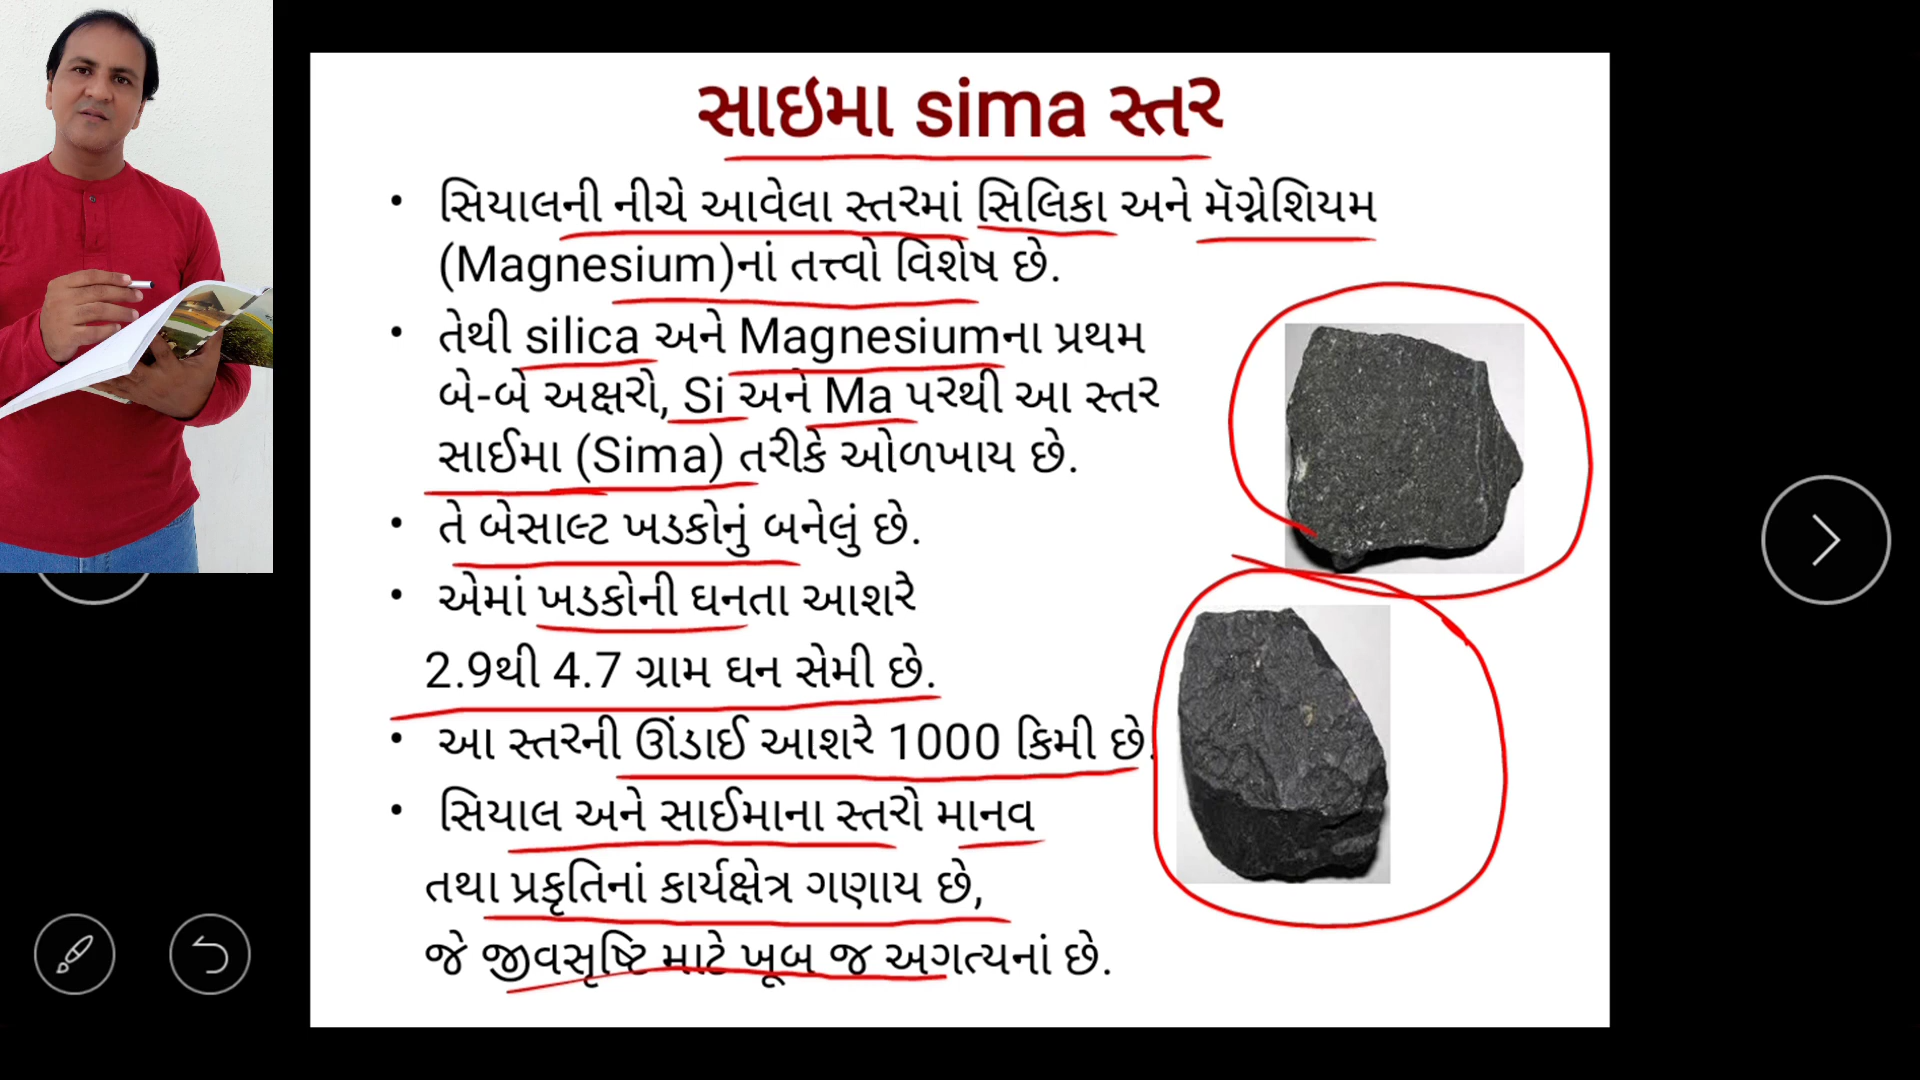 સાઇમા sima સ્તર
• સિયાલની નીચે આવેલા સ્તરમાં સિલિકા અને મૅગ્નેશિયમ
(Magnesium)નાં તત્ત્વો વિશેષ છે.
• તેથી silica અને Magnesiumના પ્રથમ
બે-બે અક્ષરો, Si અને Ma પરથી આ સ્તર
સાઈમા (Sima) તરીકે ઓળખાય છે.
• તે બેસાલ્ટ ખડકોનું બનેલું છે.
• એમાં ખડકોની ઘનતા આશરે
2.9થી 4.7 ગ્રામ ઘન સેમી છે.
• આ સ્તરની ઊંડાઈ આશરે 1000 કિમી છે.
• સિયાલ અને સાઈમાના સ્તરો માનવ
તથા પ્રકૃતિનાં કાર્યક્ષેત્ર ગણાય છે,
જે જીવસૃષ્ટિ માટે ખૂબ જ અગત્યનાં છે.